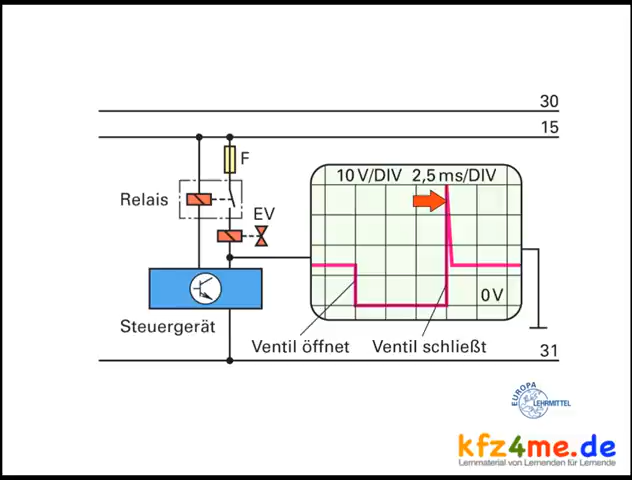 30
15
F
10 V/DIV 2,5 ms/DIV
Relais
EV
0 V
Steuergerät
Ventil öffnet Ventil schließt
31
EUROPA
LEHRMITTEL
kfz4me.de
Lernmaterial von Lernenden für Lernende